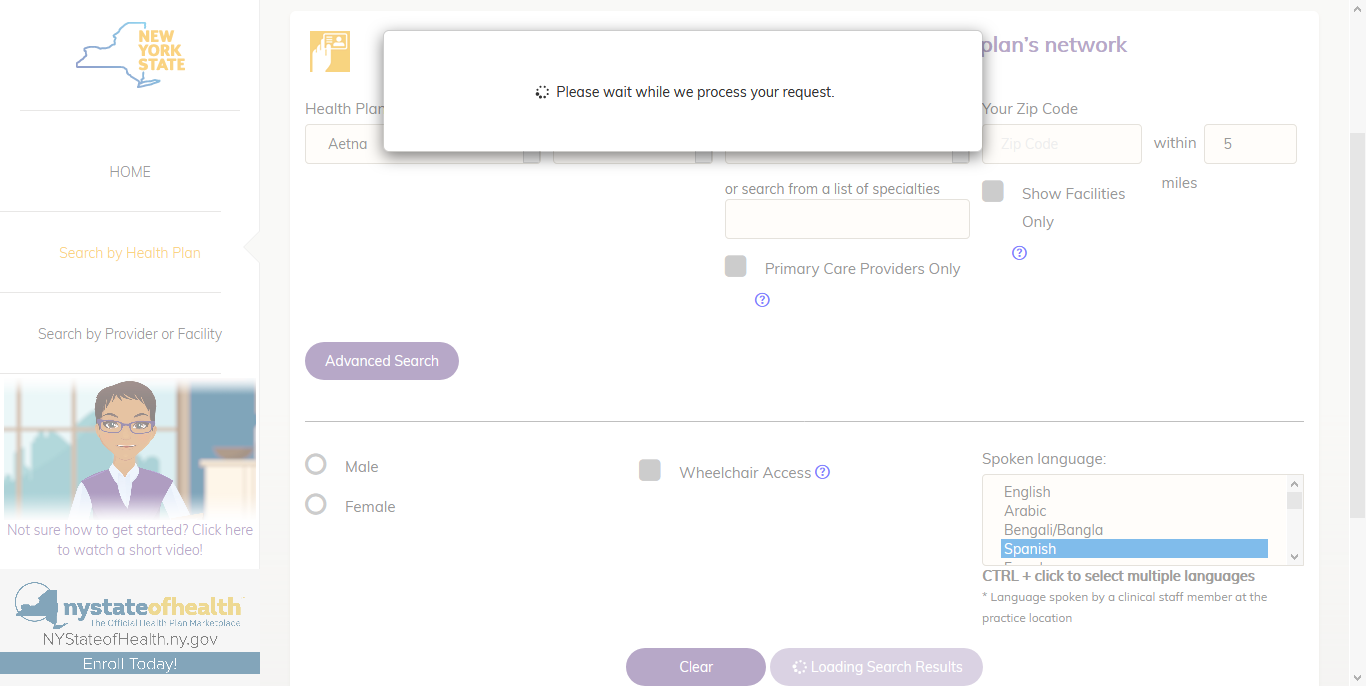 NEW
YORK
STATE
HOME
Search by Health Plan
Search by Provider or Facility
Not sure how to get started? Click here
to watch a short video!
nystateofhealth
The Official Health Plan Marketplace
NYStateofHealth.ny.gov
Enroll Today!
plan's network
Please wait while we process your request.
Health Plan
Aetna
Your Zip Code
Zip Code
within
5
miles
or search from a list of specialties
Show Facilities
Only
?
Primary Care Providers Only
?
Advanced Search
Male
Female
Wheelchair Access ?
Spoken language:
English
Arabic
Bengali/Bangla
Spanish
CTRL + click to select multiple languages
* Language spoken by a clinical staff member at the
practice location
Clear
Loading Search Results